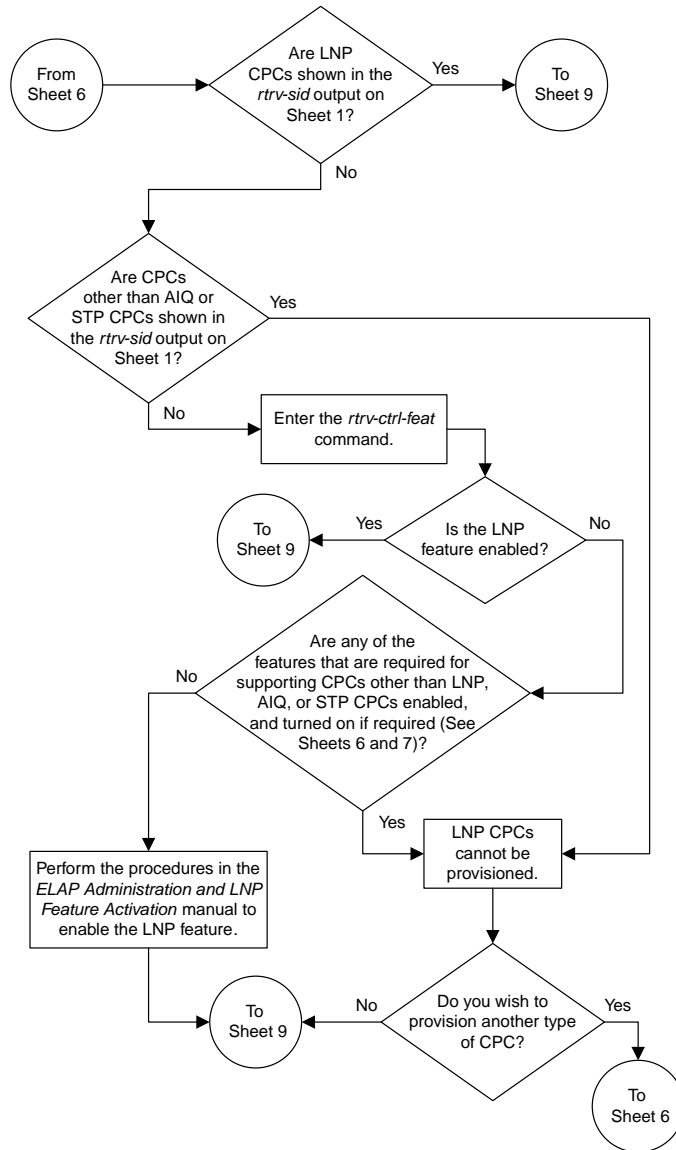 From
Sheet 6
Are LNP
CPCs shown in the
rtrv-sid output on
Sheet 1?
Yes
To
Sheet 9
No
Are CPCs
other than AIQ or
STP CPCs shown in
the rtrv-sid output on
Sheet 1?
Yes
No
Enter the rtrv-ctrl-feat
command.
To
Sheet 9
Yes
Is the LNP
feature enabled?
No
Are any of the
features that are required for
supporting CPCs other than LNP,
AIQ, or STP CPCs enabled,
and turned on if required (See
Sheets 6 and 7)?
No
Yes
LNP CPCs
cannot be
provisioned.
Perform the procedures in the
ELAP Administration and LNP
Feature Activation manual to
enable the LNP feature.
To
Sheet 9
No
Do you wish to
provision another type
of CPC?
Yes
To
Sheet 6